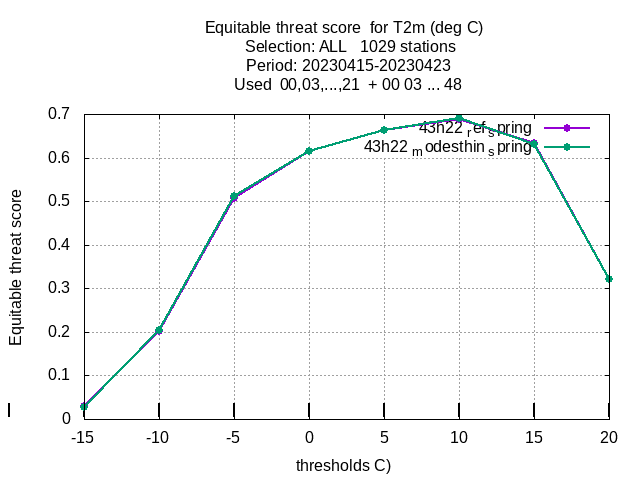 Equitable threat score  for T2m (deg C)
Selection: ALL   1029 stations
Period: 20230415-20230423
Used  00,03,...,21  + 00 03 ... 48
43h22_ref_spring
43h22_modesthin_spring
Equitable threat score
0.7
0.6
0.5
0.4
0.3
0.2
0.1
0
-15 -10 -5 0 5 10 15 20
thresholds C)